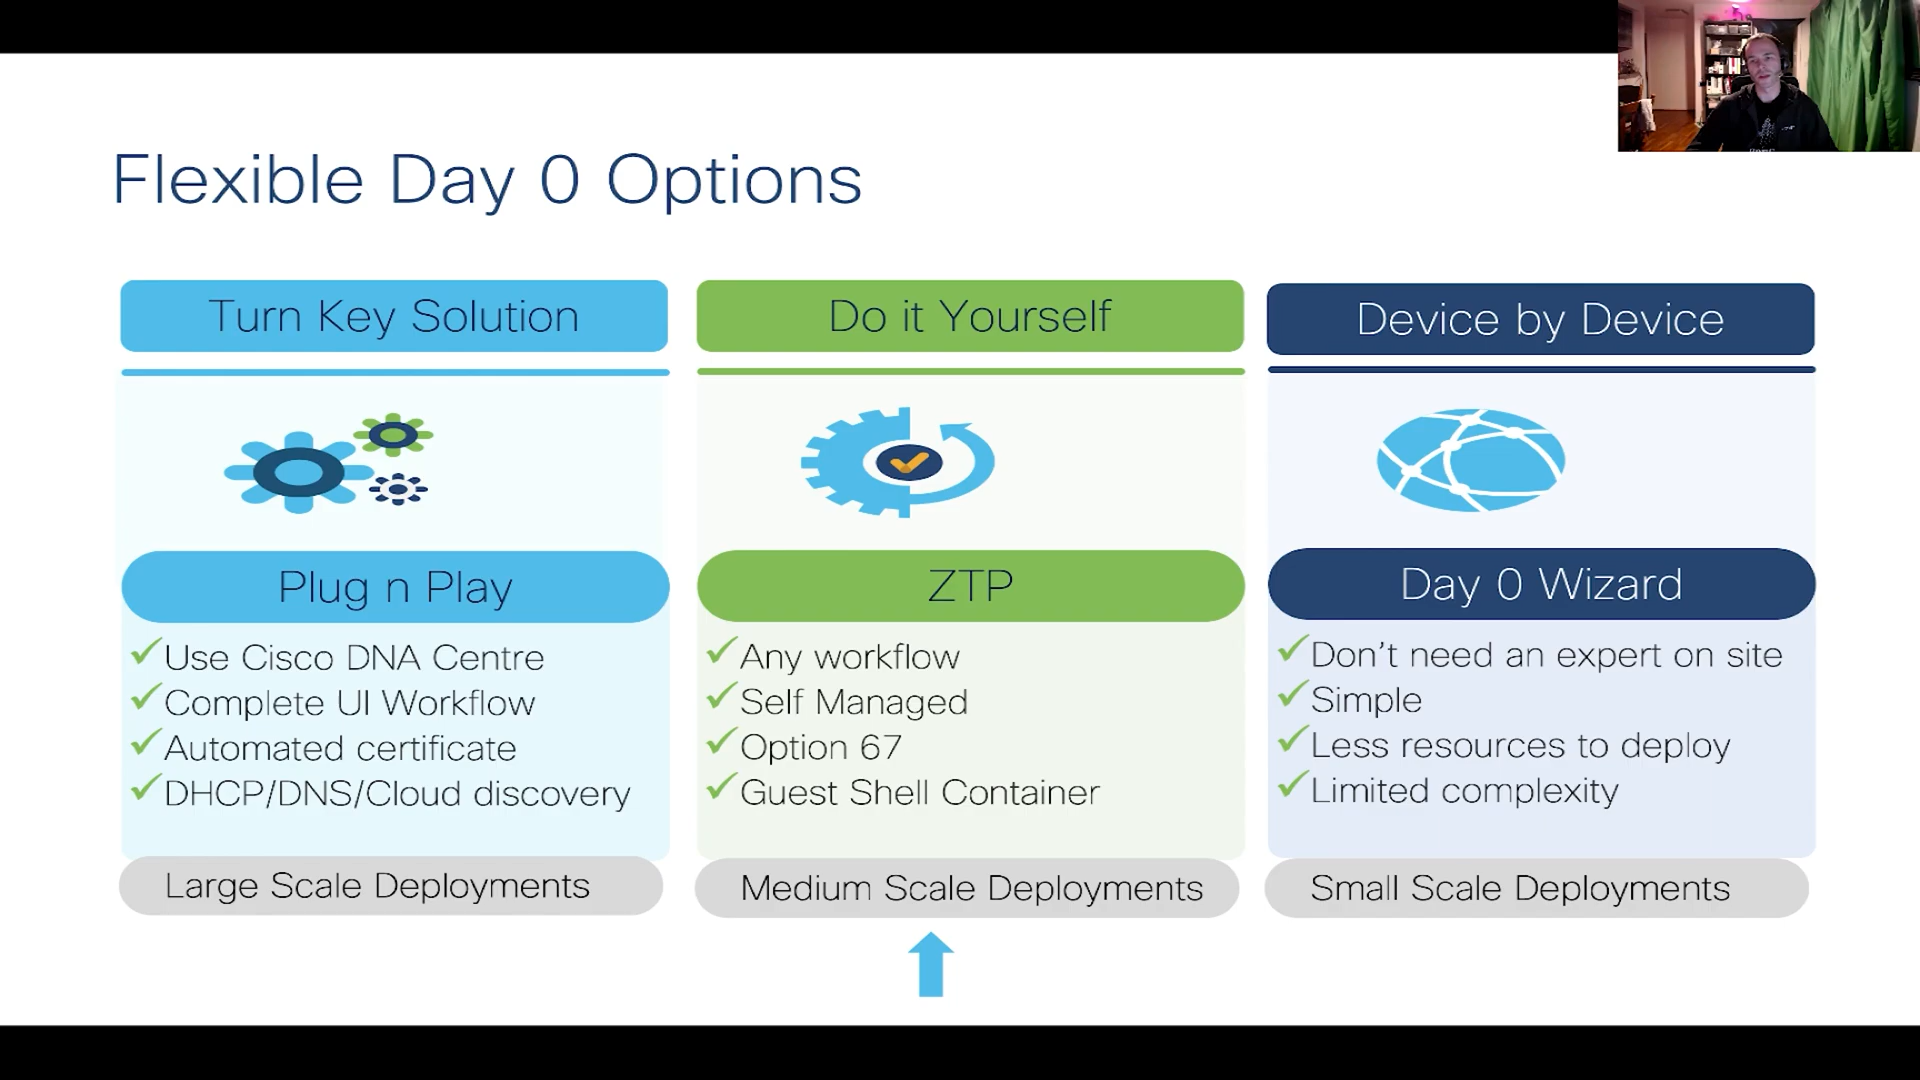 Flexible Day 0 Options
Turn Key Solution
Plug n Play
Use Cisco DNA Centre
Complete UI Workflow
Automated certificate
DHCP/DNS/Cloud discovery
Large Scale Deployments
Do it Yourself
ZTP
Any workflow
Self Managed
Option 67
Guest Shell Container
Medium Scale Deployments
Device by Device
Day 0 Wizard
Don’t need an expert on site
Simple
Less resources to deploy
Limited complexity
Small Scale Deployments